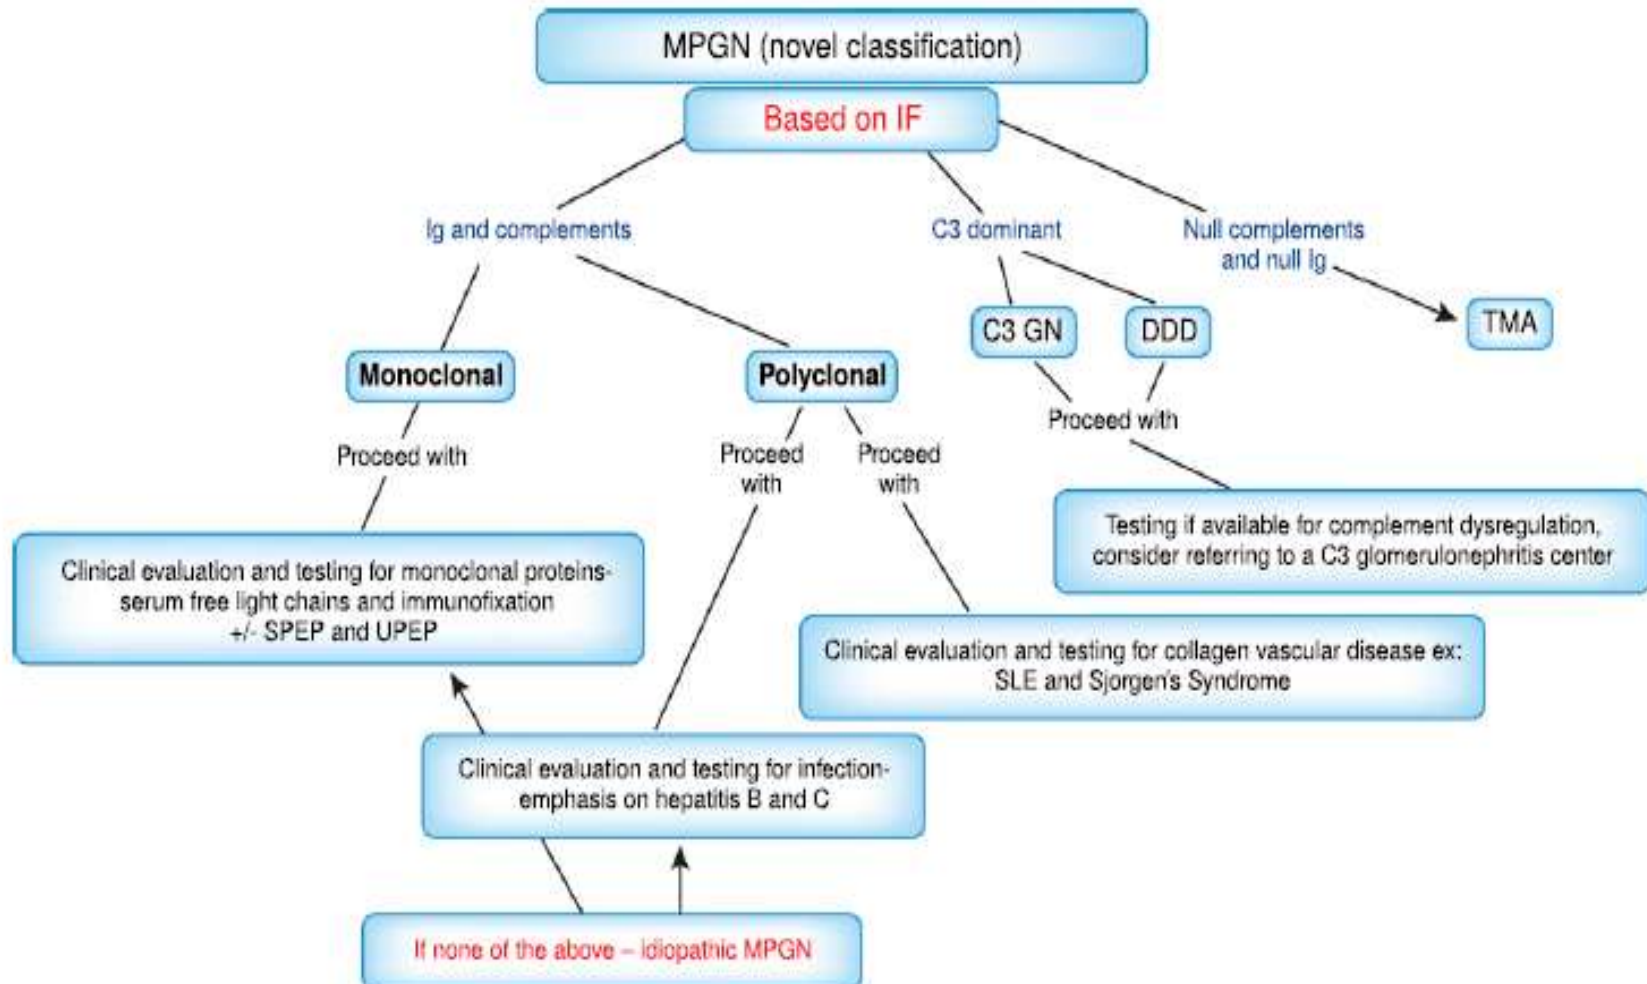 MPGN (novel classification)
Based on IF
Ig and complements
C3 dominant
Null complements
and null Ig
C3 GN
DDD
TMA
Monoclonal
Polyclonal
Proceed with
Proceed with
Proceed
with
Proceed
with
Testing if available for complement dysregulation,
consider referring to a C3 glomerulonephritis center
Clinical evaluation and testing for monoclonal proteins-
serum free light chains and immunofixation
+/- SPEP and UPEP
Clinical evaluation and testing for collagen vascular disease ex:
SLE and Sjorgen's Syndrome
Clinical evaluation and testing for infection-
emphasis on hepatitis B and C
If none of the above – idiopathic MPGN